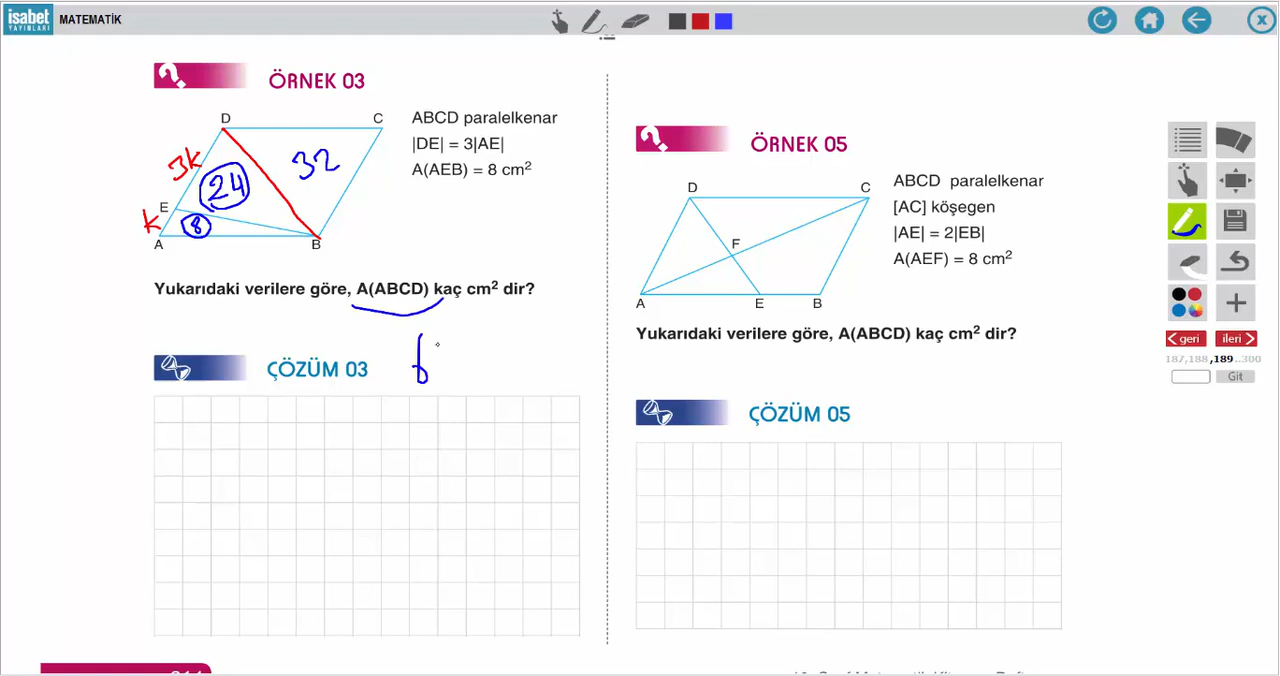 isabet
YAYINLARI
MATEMATİK
ÖRNEK 03
D
C
3k
24
32
E
k
8
A
B
ABCD paralelkenar
|DE| = 3|AE|
A(AEB) = 8 cm²
Yukarıdaki verilere göre, A(ABCD) kaç cm² dir?
6
ÇÖZÜM 03
ÖRNEK 05
D
C
F
A
E
B
ABCD paralelkenar
[AC] köşegen
|AE| = 2|EB|
A(AEF) = 8 cm²
Yukarıdaki verilere göre, A(ABCD) kaç cm² dir?
ÇÖZÜM 05
geri
ileri
187,188,189..300
Git